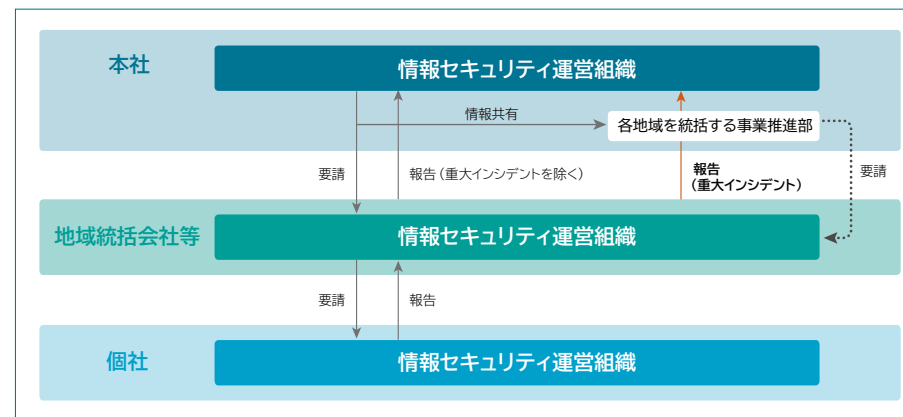 本社
情報セキュリティ運営組織
情報共有
各地域を統括する事業推進部
要請
報告（重大インシデントを除く）
報告
（重大インシデント）
要請
地域統括会社等
情報セキュリティ運営組織
要請
報告
個社
情報セキュリティ運営組織